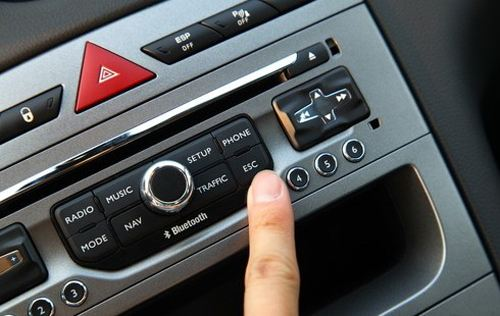 ESP
OFF
P
OFF
RADIO
MUSIC
SETUP
PHONE
MODE
NAV
TRAFFIC
ESC
Bluetooth
2
3
4
5
6